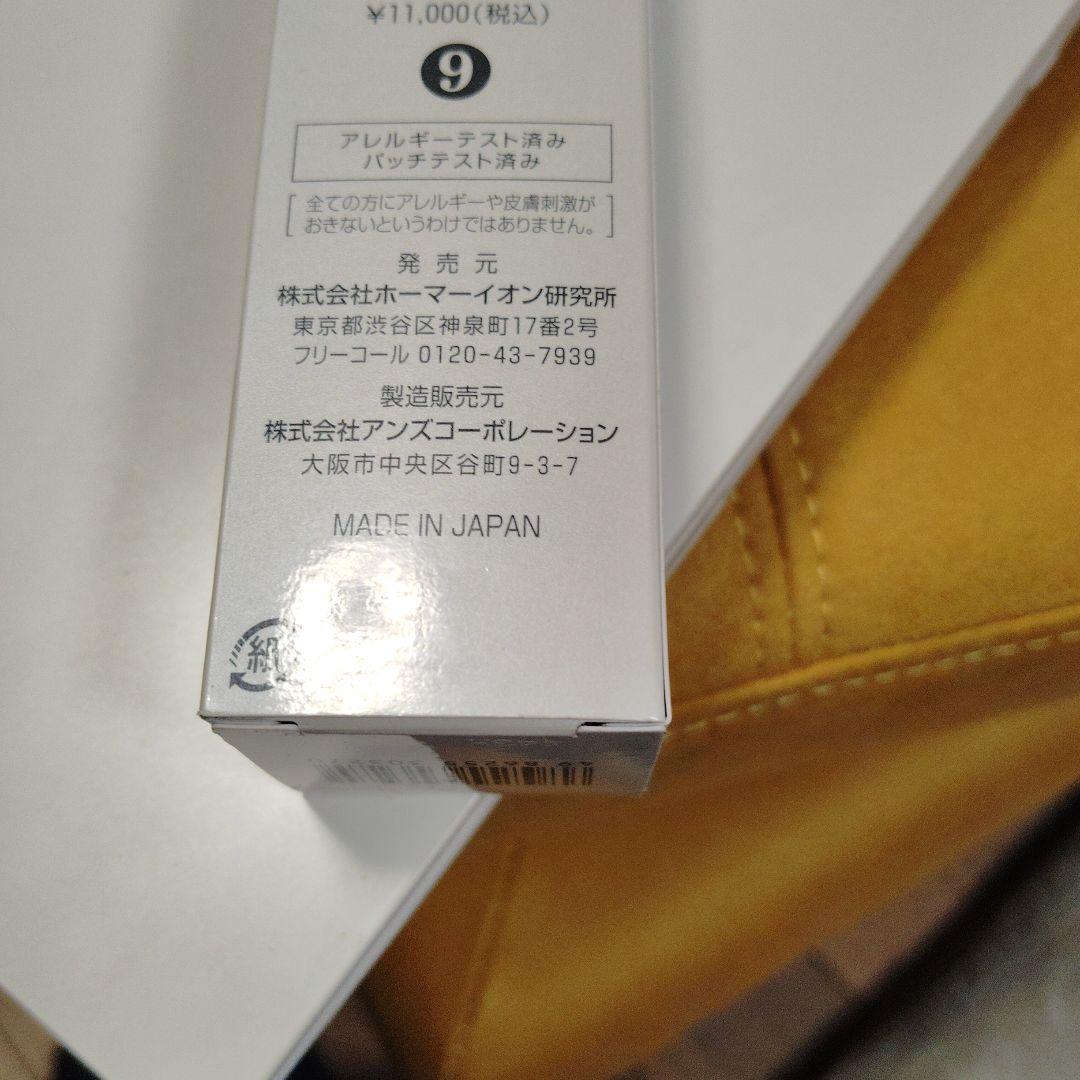 ¥11,000(税込)
9
アレルギーテスト済み
パッチテスト済み
全ての方にアレルギーや皮膚刺激が
おきないというわけではありません。
発売元
株式会社ホーマーイオン研究所
東京都渋谷区神泉町17番2号
フリーコール 0120-43-7939
製造販売元
株式会社アンズコーポレーション
大阪市中央区谷町9-3-7
MADE IN JAPAN
紙